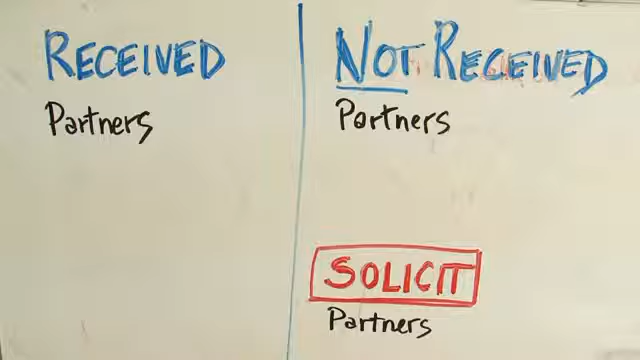 RECEIVED
Partners
NOT RECEIVED
Partners
SOLICIT
Partners